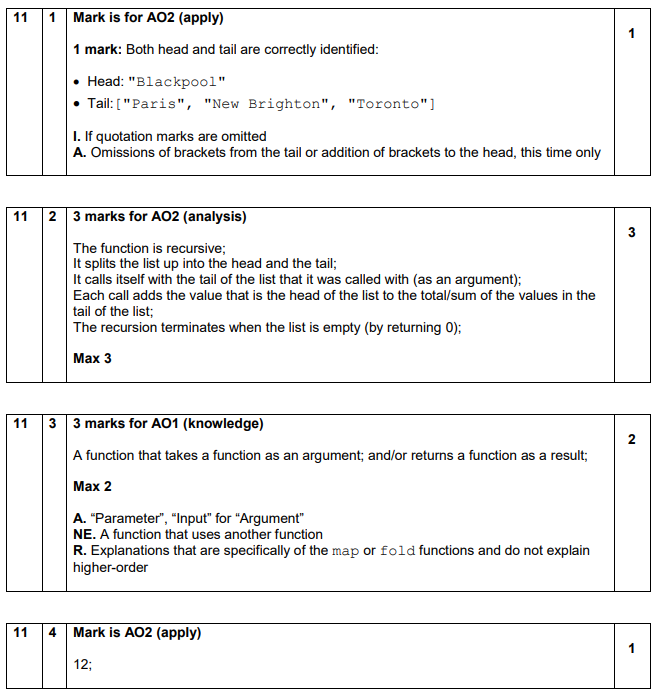 11 1 Mark is for AO2 (apply)
1
1 mark: Both head and tail are correctly identified:
• Head: "Blackpool"
• Tail:["Paris", "New Brighton", "Toronto"]
I. If quotation marks are omitted
A. Omissions of brackets from the tail or addition of brackets to the head, this time only
11 2 3 marks for AO2 (analysis)
3
The function is recursive;
It splits the list up into the head and the tail;
It calls itself with the tail of the list that it was called with (as an argument);
Each call adds the value that is the head of the list to the total/sum of the values in the
tail of the list;
The recursion terminates when the list is empty (by returning 0);
Max 3
11 3 3 marks for AO1 (knowledge)
2
A function that takes a function as an argument; and/or returns a function as a result;
Max 2
A. “Parameter”, “Input” for “Argument”
NE. A function that uses another function
R. Explanations that are specifically of the map or fold functions and do not explain
higher-order
11 4 Mark is AO2 (apply)
1
12;